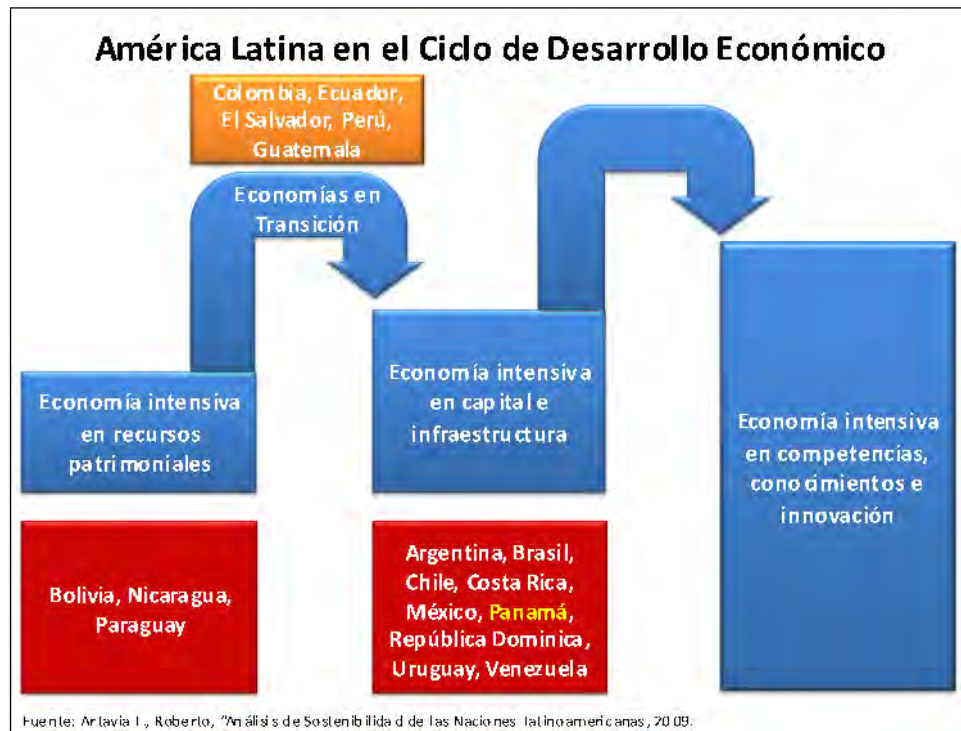 América Latina en el Ciclo de Desarrollo Económico
Colombia, Ecuador,
El Salvador, Perú,
Guatemala
Economías en
Transición
Economía intensiva
en recursos
patrimoniales
Economía intensiva
en capital e
infraestructura
Economía intensiva
en competencias,
conocimientos e
innovación
Bolivia, Nicaragua,
Paraguay
Argentina, Brasil,
Chile, Costa Rica,
México, Panamá,
República Dominica,
Uruguay, Venezuela
Fuente: Artavia L., Roberto, "Análisis de Sostenibilidad de las Naciones latinoamericanas, 2009.